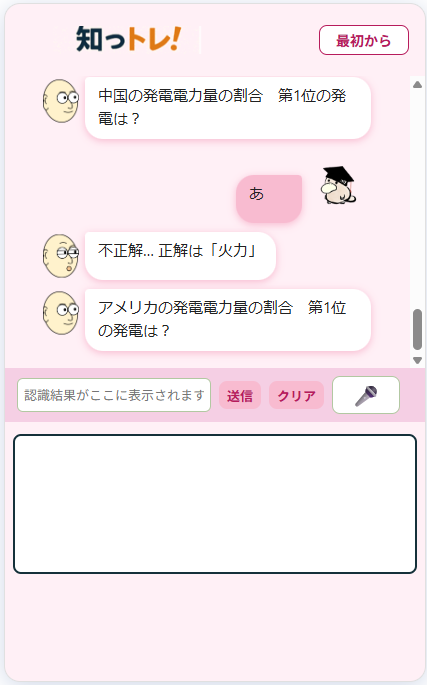 知っトレ!
最初から
中国の発電電力量の割合　第1位の発
電は？
あ
不正解... 正解は「火力」
アメリカの発電電力量の割合　第1位
の発電は？
認識結果がここに表示されます
送信
クリア